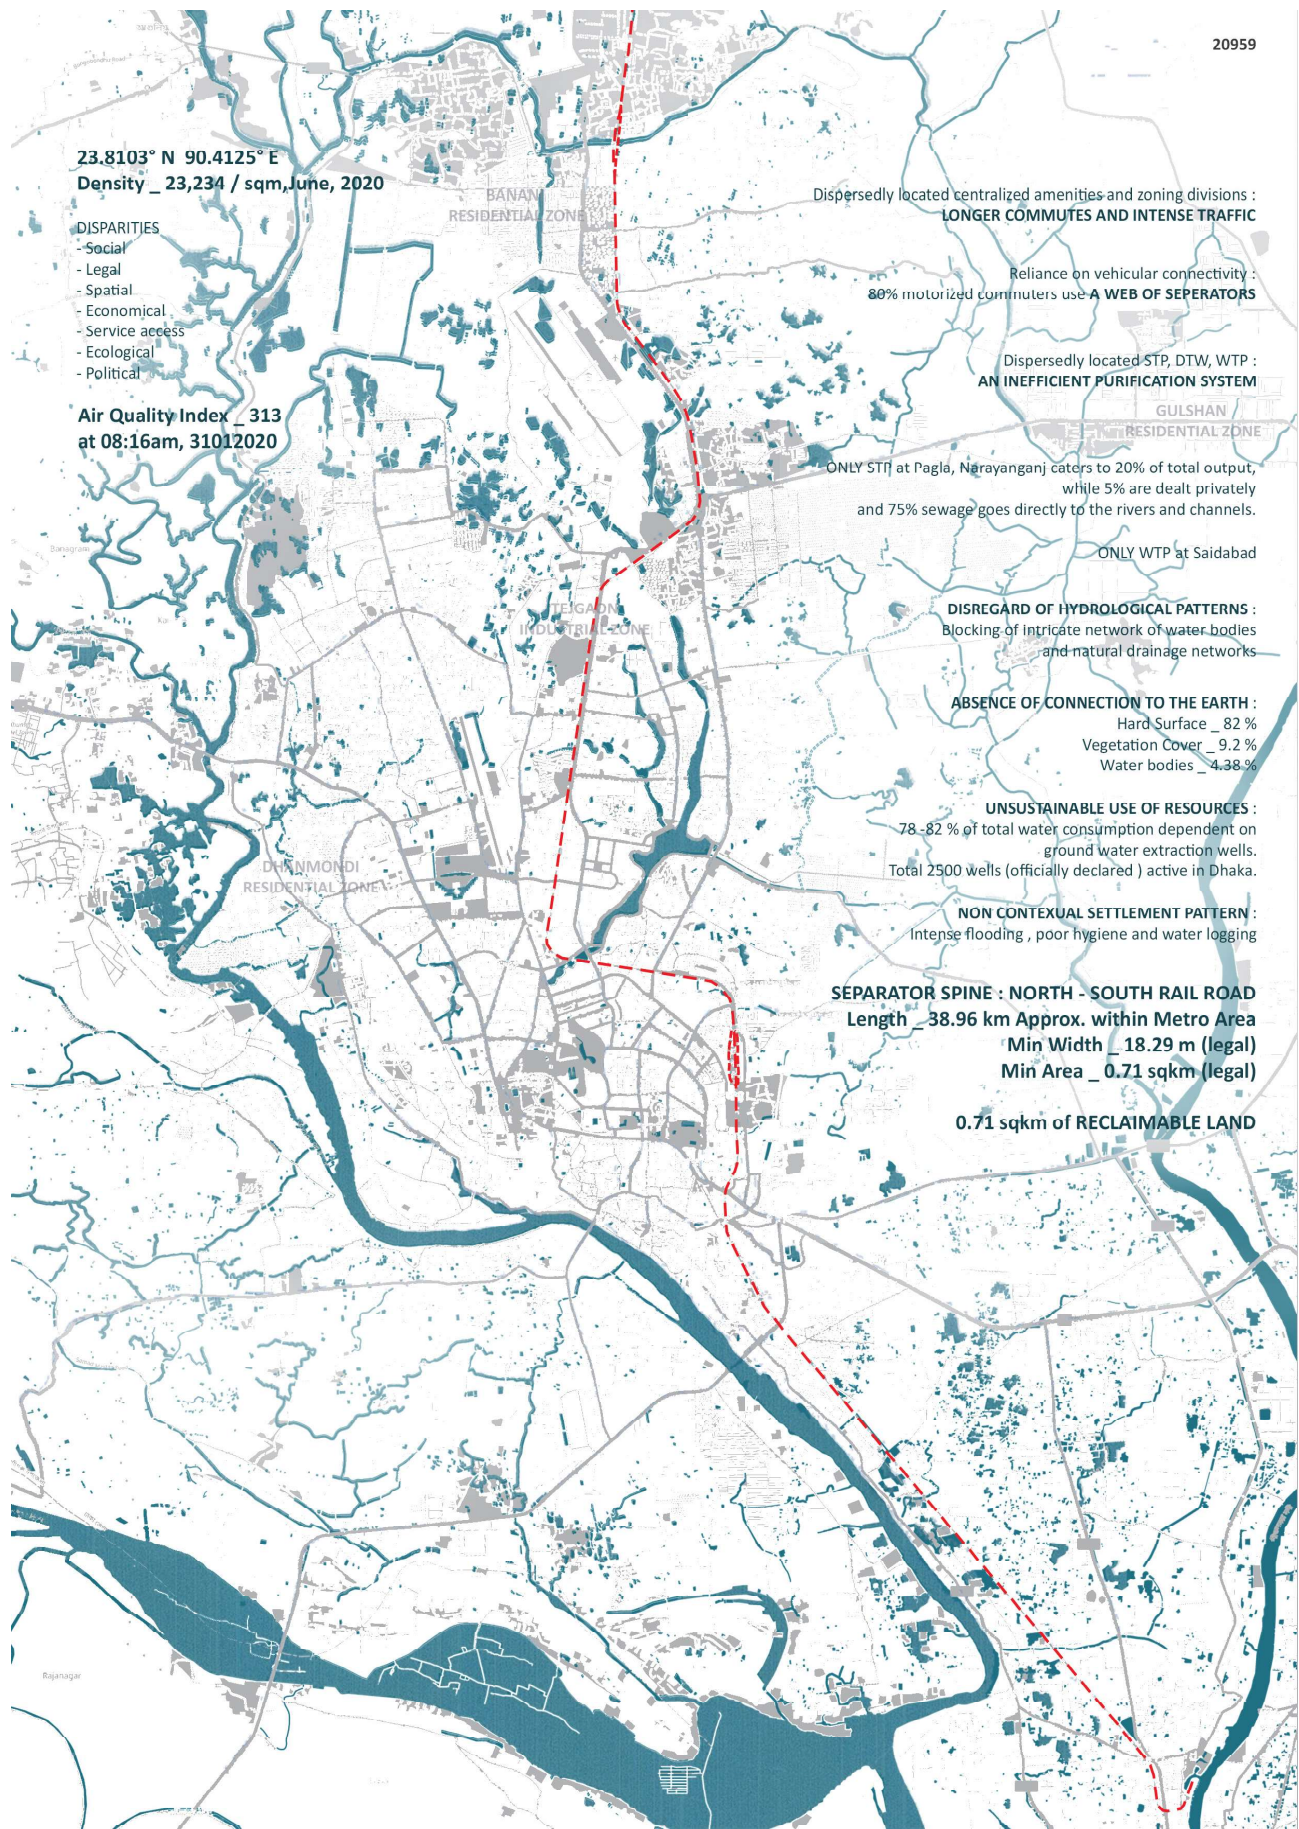 20959
23.8103° N 90.4125° E
Density _ 23,234 / sqm,June, 2020
DISPARITIES
- Social
- Legal
- Spatial
- Economical
- Service access
- Ecological
- Political
Air Quality Index _ 313
at 08:16am, 31012020
BANANI
RESIDENTIAL ZONE
Dispersedly located centralized amenities and zoning divisions :
LONGER COMMUTES AND INTENSE TRAFFIC
Reliance on vehicular connectivity :
80% motorized commuters use A WEB OF SEPERATORS
Dispersedly located STP, DTW, WTP :
AN INEFFICIENT PURIFICATION SYSTEM
GULSHAN
RESIDENTIAL ZONE
ONLY STP at Pagla, Narayanganj caters to 20% of total output,
while 5% are dealt privately
and 75% sewage goes directly to the rivers and channels.
ONLY WTP at Saidabad
Banagram
TEJGAON
INDUSTRIAL ZONE
DISREGARD OF HYDROLOGICAL PATTERNS :
Blocking of intricate network of water bodies
and natural drainage networks
ABSENCE OF CONNECTION TO THE EARTH :
Hard Surface _ 82 %
Vegetation Cover _ 9.2 %
Water bodies _ 4.38 %
UNSUSTAINABLE USE OF RESOURCES :
78 -82 % of total water consumption dependent on
ground water extraction wells.
Total 2500 wells (officially declared ) active in Dhaka.
DHANMONDI
RESIDENTIAL ZONE
NON CONTEXUAL SETTLEMENT PATTERN :
Intense flooding , poor hygiene and water logging
SEPARATOR SPINE : NORTH - SOUTH RAIL ROAD
Length _ 38.96 km Approx. within Metro Area
Min Width _ 18.29 m (legal)
Min Area _ 0.71 sqkm (legal)
0.71 sqkm of RECLAIMABLE LAND
Rajanagar